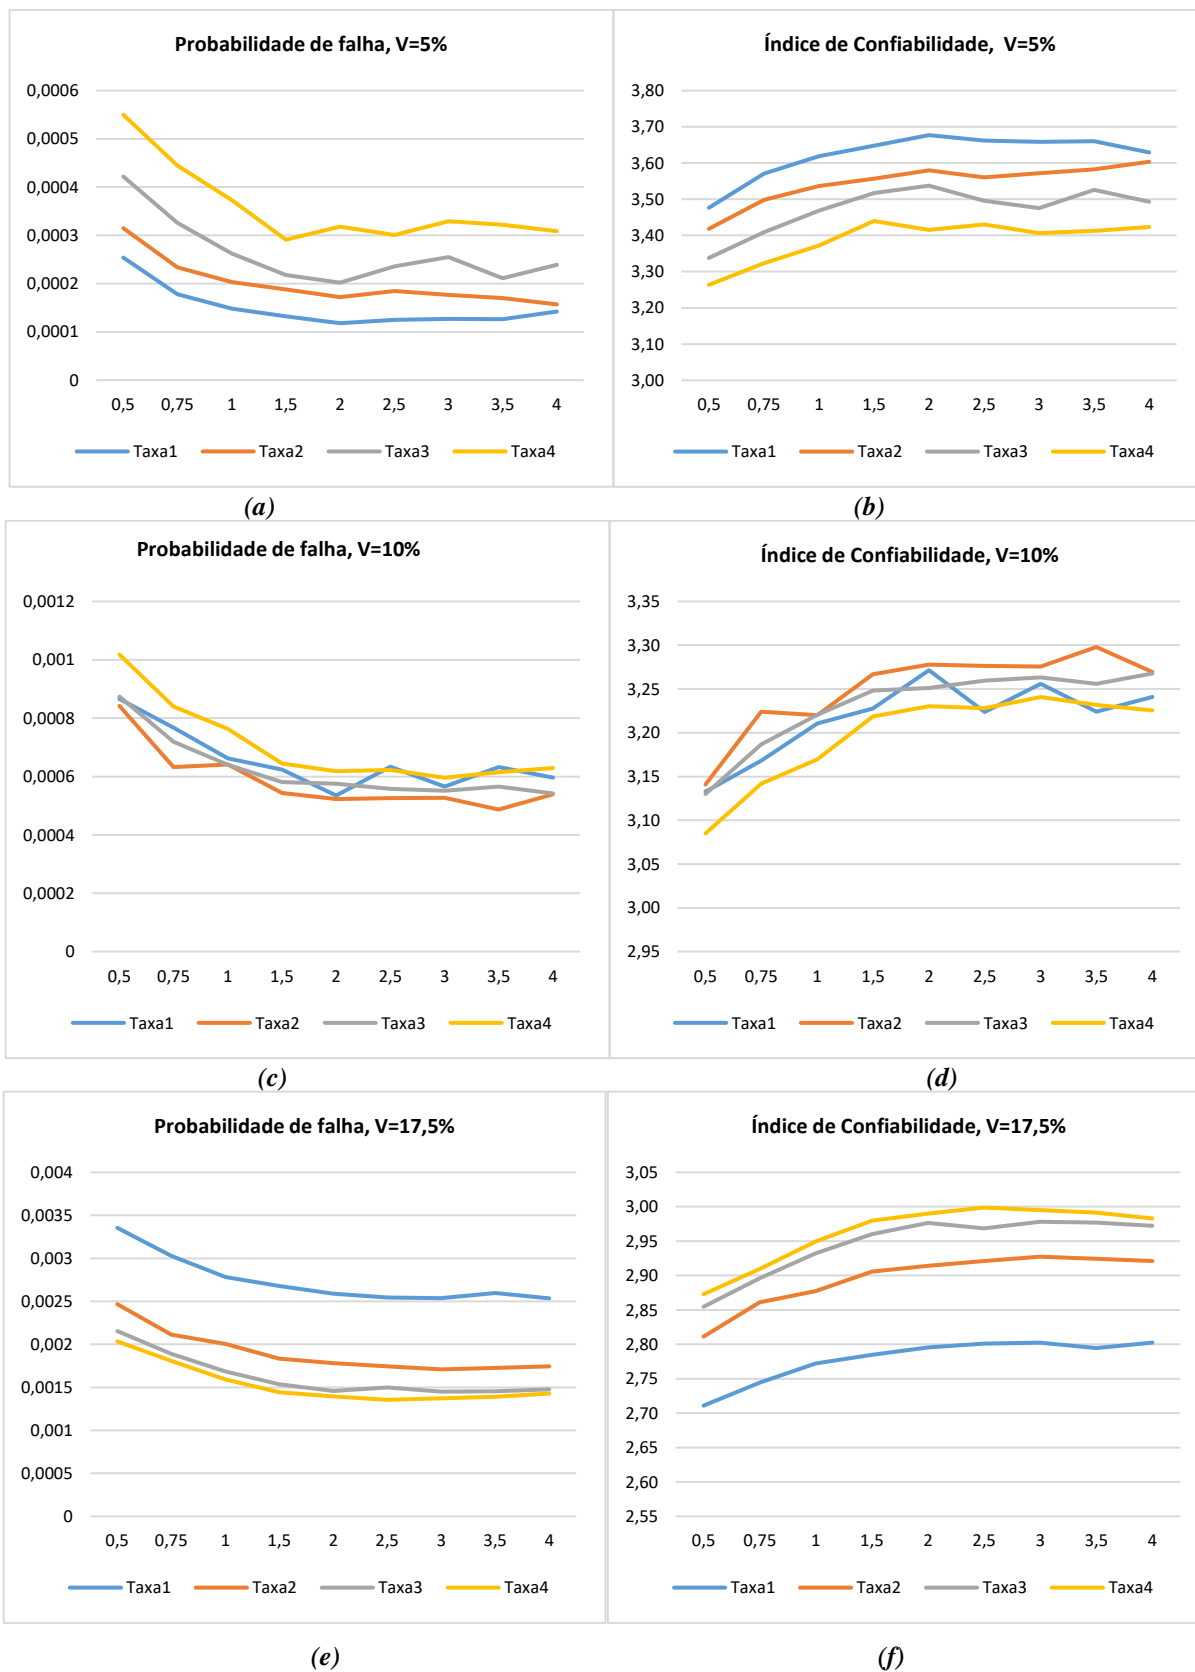 Probabilidade de falha, V=5%
0,0006
0,0005
0,0004
0,0003
0,0002
0,0001
0
0,5 0,75 1 1,5 2 2,5 3 3,5 4
Taxa1 Taxa2 Taxa3 Taxa4
(a)
Índice de Confiabilidade, V=5%
3,80
3,70
3,60
3,50
3,40
3,30
3,20
3,10
3,00
0,5 0,75 1 1,5 2 2,5 3 3,5 4
Taxa1 Taxa2 Taxa3 Taxa4
(b)
Probabilidade de falha, V=10%
0,0012
0,001
0,0008
0,0006
0,0004
0,0002
0
0,5 0,75 1 1,5 2 2,5 3 3,5 4
Taxa1 Taxa2 Taxa3 Taxa4
(c)
Índice de Confiabilidade, V=10%
3,35
3,30
3,25
3,20
3,15
3,10
3,05
3,00
2,95
0,5 0,75 1 1,5 2 2,5 3 3,5 4
Taxa1 Taxa2 Taxa3 Taxa4
(d)
Probabilidade de falha, V=17,5%
0,004
0,0035
0,003
0,0025
0,002
0,0015
0,001
0,0005
0
0,5 0,75 1 1,5 2 2,5 3 3,5 4
Taxa1 Taxa2 Taxa3 Taxa4
(e)
Índice de Confiabilidade, V=17,5%
3,05
3,00
2,95
2,90
2,85
2,80
2,75
2,70
2,65
2,60
2,55
0,5 0,75 1 1,5 2 2,5 3 3,5 4
Taxa1 Taxa2 Taxa3 Taxa4
(f)